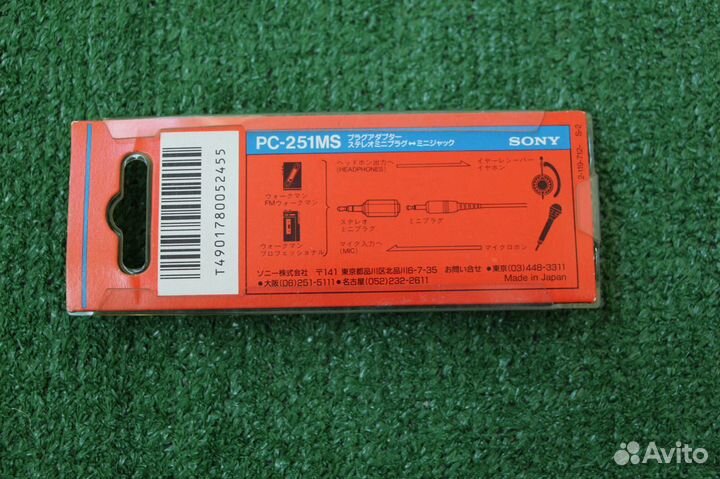 PC-251MS
プラグアダプター
ステレオミニプラグ↔ミニジャック
SONY
2-119-712- S-2
T4901780052455
ヘッドホン出力へ
(HEADPHONES)
イヤーレシーバー
イヤホン
ウォークマン
FMウォークマン
ステレオ
ミニプラグ
ミニプラグ
ウォークマン
プロフェッショナル
マイク入力へ
(MIC)
マイクロホン
ソニー株式会社 〒141 東京都品川区北品川6-7-35 お問い合せ ●東京(03)448-3311
●大阪(06)251-5111 ●名古屋(052)232-2611 Made in Japan
Avito